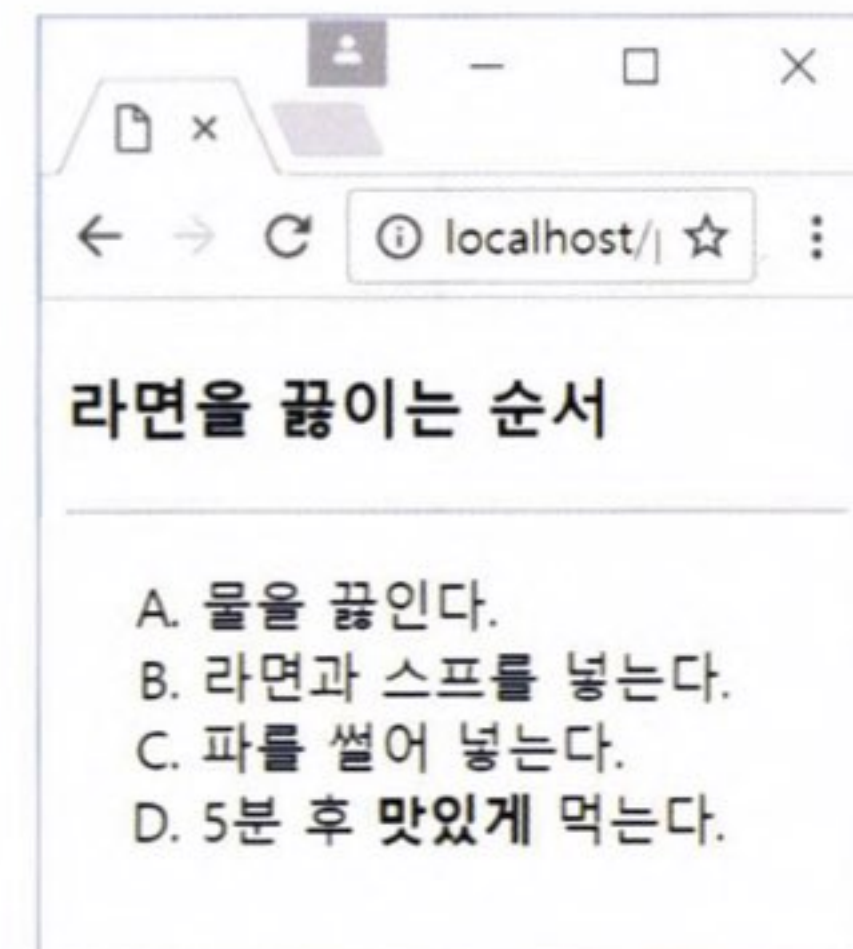 localhost/
라면을 끓이는 순서
A. 물을 끓인다.
B. 라면과 스프를 넣는다.
C. 파를 썰어 넣는다.
D. 5분 후 맛있게 먹는다.